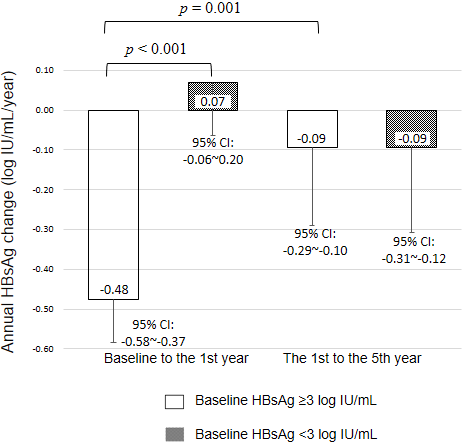 p = 0.001
p < 0.001
Annual HBsAg change (log IU/mL/year)
0.10
0.00
-0.10
-0.20
-0.30
-0.40
-0.50
-0.60
0.07
-0.09
-0.09
-0.48
95% CI:
-0.06~0.20
95% CI:
-0.29~-0.10
95% CI:
-0.31~-0.12
95% CI:
-0.58~-0.37
Baseline to the 1st year
The 1st to the 5th year
Baseline HBsAg ≥3 log IU/mL
Baseline HBsAg <3 log IU/mL